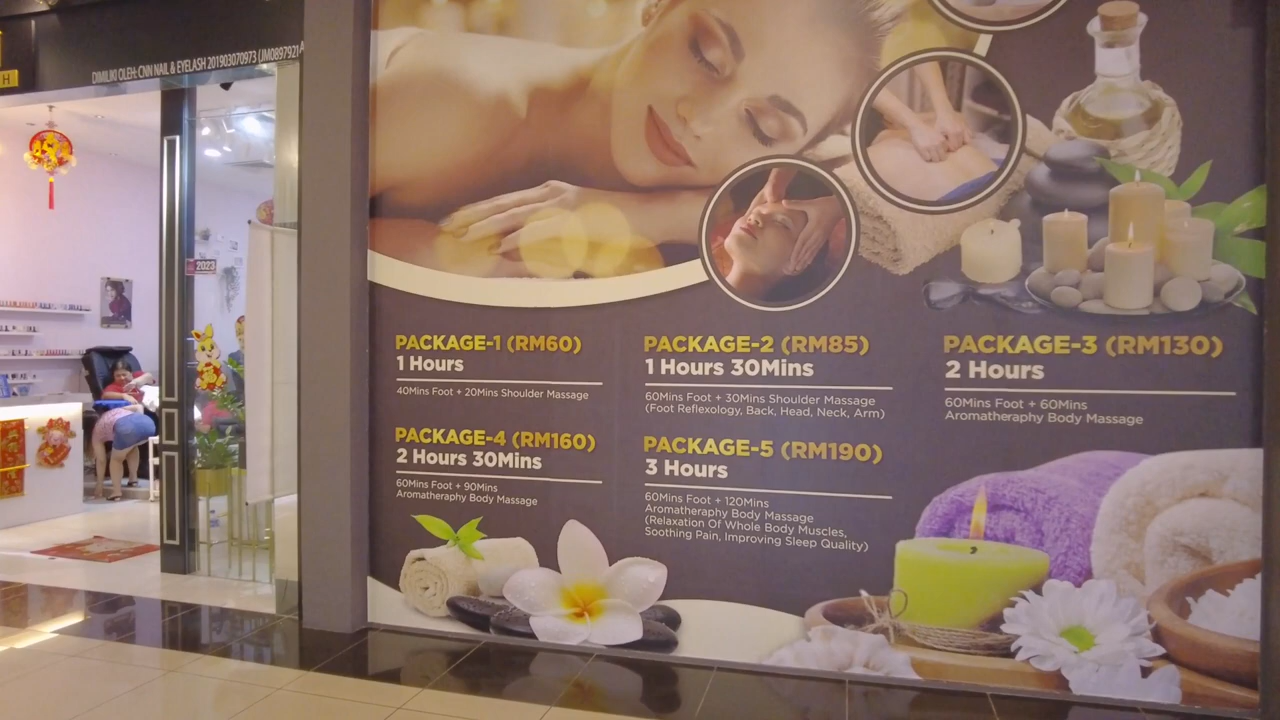 H
DIMILIKI OLEH: CNN NAIL & EYELASH 201903070973 (JM0897921-A
2023
PACKAGE-1 (RM60)
1 Hours
40Mins Foot + 20Mins Shoulder Massage
PACKAGE-2 (RM85)
1 Hours 30Mins
60Mins Foot + 30Mins Shoulder Massage
(Foot Reflexology, Back, Head, Neck, Arm)
PACKAGE-3 (RM130)
2 Hours
60Mins Foot + 60Mins
Aromatheraphy Body Massage
PACKAGE-4 (RM160)
2 Hours 30Mins
60Mins Foot + 90Mins
Aromatheraphy Body Massage
PACKAGE-5 (RM190)
3 Hours
60Mins Foot + 120Mins
Aromatheraphy Body Massage
(Relaxation Of Whole Body Muscles,
Soothing Pain, Improving Sleep Quality)